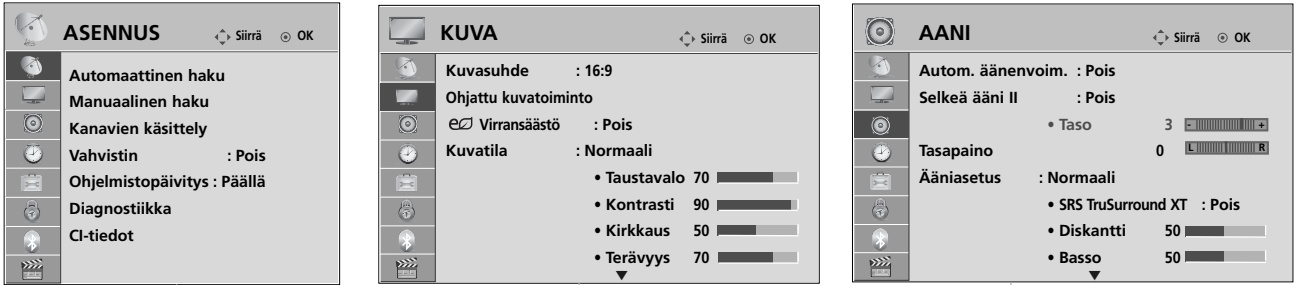 ASENNUS Siirrä OK
Automaattinen haku
Manuaalinen haku
Kanavien käsittely
Vahvistin : Pois
Ohjelmistopäivitys : Päällä
Diagnostiikka
CI-tiedot
KUVA Siirrä OK
Kuvasuhde : 16:9
Ohjattu kuvatoiminto
Virransäästö : Pois
Kuvatila : Normaali
• Taustavalo 70
• Kontrasti 90
• Kirkkaus 50
• Terävyys 70
AANI Siirrä OK
Autom. äänenvoim. : Pois
Selkeä ääni II : Pois
• Taso 3 - +
Tasapaino 0 L R
Ääniasetus : Normaali
• SRS TruSurround XT : Pois
• Diskantti 50
• Basso 50